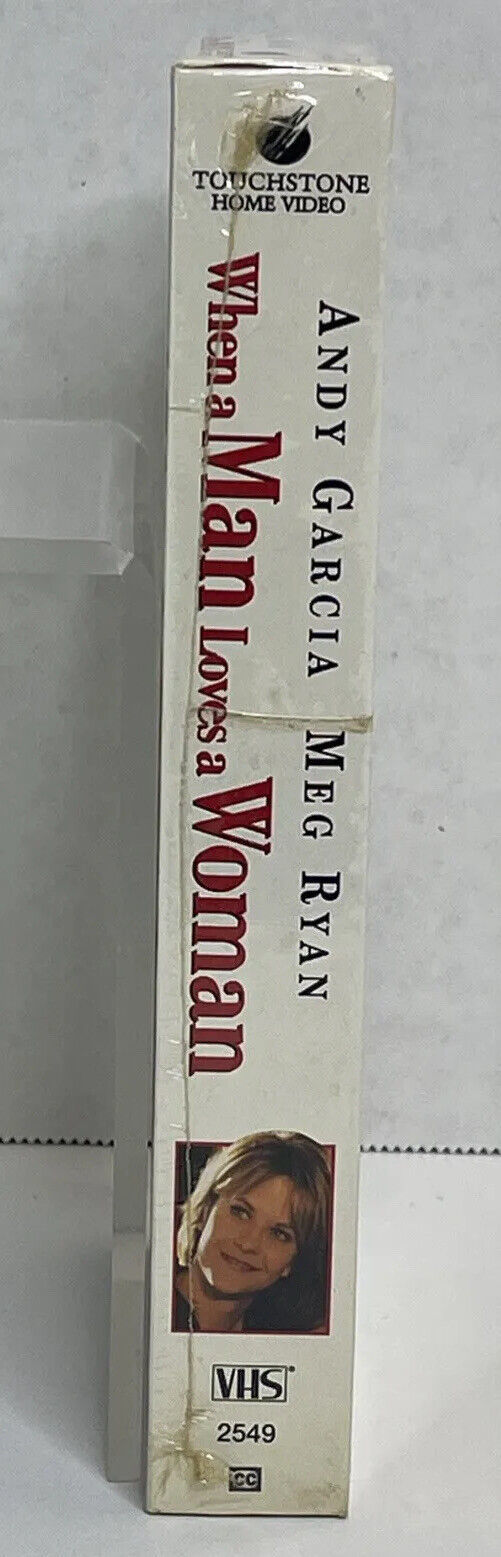 TOUCHSTONE
HOME VIDEO
ANDY GARCIA MEG RYAN
When a Man Loves a Woman
VHS
2549
CC